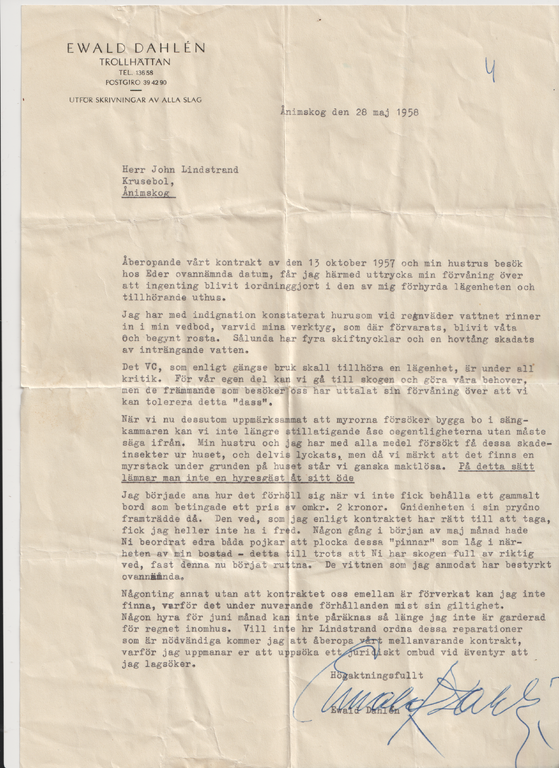 EWALD DAHLÉN
TROLLHÄTTAN
TEL. 13658
POSTGIRO 39 42 90
UTFÖR SKRIVNINGAR AV ALLA SLAG
4
Ånimskog den 28 maj 1958
Herr John Lindstrand
Krusebol,
Ånimskog
Åberopande vårt kontrakt av den 13 oktober 1957 och min hustrus besök
hos Eder ovannämnda datum, får jag härmed uttrycka min förvåning över
att ingenting blivit iordninggjort i den av mig förhyrda lägenheten och
tillhörande uthus.
Jag har med indignation konstaterat hurusom vid regnväder vattnet rinner
in i min vedbod, varvid mina verktyg, som där förvarats, blivit våta
och begynt rosta. Sålunda har fyra skiftnycklar och en hovtång skadats
av inträngande vatten.
Det VC, som enligt gängse bruk skall tillhöra en lägenhet, är under all
kritik. För vår egen del kan vi gå till skogen och göra våra behover,
men de främmande som besöker oss har uttalat sin förvåning över att vi
kan tolerera detta "dass".
När vi nu dessutom uppmärksammat att myrorna försöker bygga bo i säng-
kammaren kan vi inte längre stillatigande åse oegentligheterna utan måste
säga ifrån. Min hustru och jag har med alla medel försökt få dessa skade-
insekter ur huset, och delvis lyckats, men då vi märkt att det finns en
myrstack under grunden på huset står vi ganska maktlösa. På detta sätt
lämnar man inte en hyresgäst åt sitt öde
Jag började ana hur det förhöll sig när vi inte fick behålla ett gammalt
bord som betingade ett pris av omkr. 2 kronor. Gnidenheten i sin prydno
framträdde då. Den ved, som jag enligt kontraktet har rätt till att taga,
fick jag heller inte ha i fred. Någon gång i början av maj månad hade
Ni beordrat edra båda pojkar att plocka dessa "pinnar" som låg i när-
heten av min bostad - detta till trots att Ni har skogen full av riktig
ved, fast denna nu börjat ruttna. De vittnen som jag anmodat har bestyrkt
ovannämnda.
Någonting annat utan att kontraktet oss emellan är förverkat kan jag inte
finna, varför det under nuvarande förhållanden mist sin giltighet.
Någon hyra för juni månad kan inte påräknas så länge jag inte är garderad
för regnet inomhus. Vill inte hr Lindstrand ordna dessa reparationer
som är nödvändiga kommer jag att åberopa vårt mellanvarande kontrakt,
varför jag uppmanar er att uppsöka ett juridiskt ombud vid äventyr att
jag lagsöker.
Högaktningsfullt
Ewald Dahlén
Ewald Dahlén